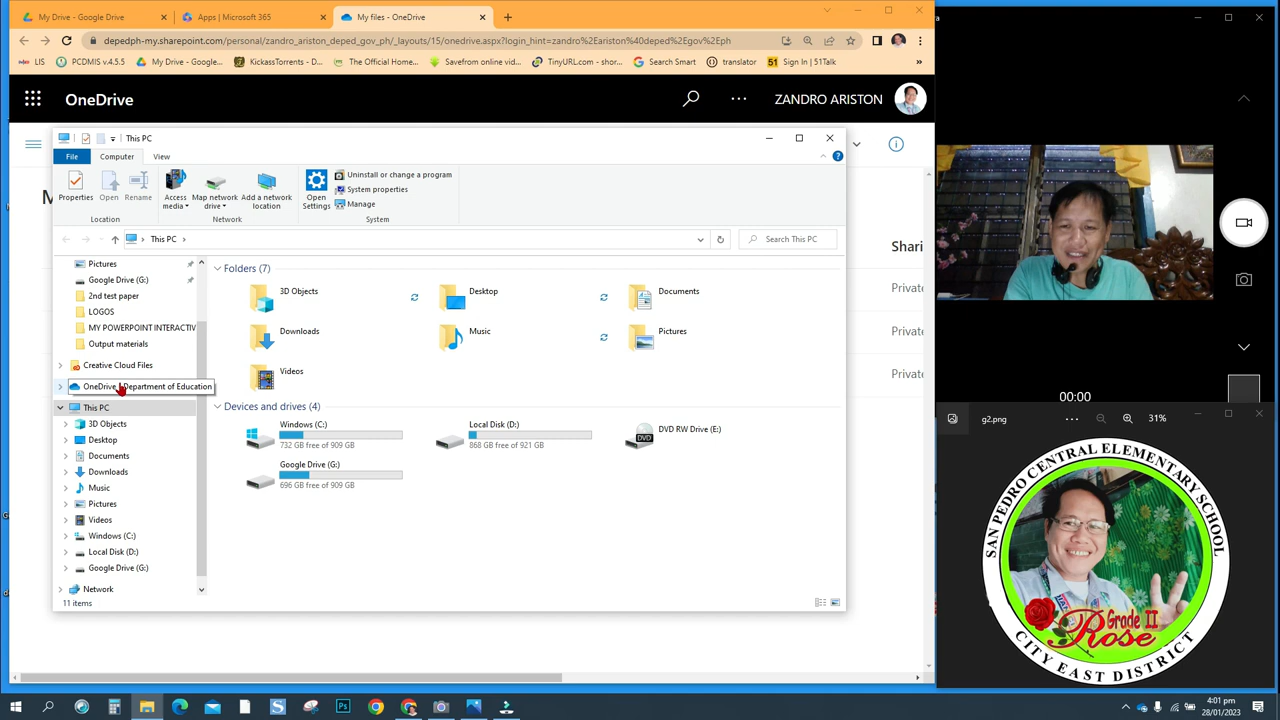 My Drive - Google Drive
Apps | Microsoft 365
My files - OneDrive
depedph-my.sharepoint.com/personal/zandro_ariston_deped_gov_ph/_layouts/15/onedrive.aspx?login_hint=zandro%2Eariston%40deped%2Egov%2Eph
LIS
PCDMIS v4.5.5
My Drive - Google...
KickassTorrents - D...
The Official Home...
Savefrom online vid...
TinyURL.com - shor...
Search Smart
translator
51 Sign In | 51Talk
OneDrive
ZANDRO ARISTON
This PC
File
Computer
View
Properties
Open
Rename
Access media
Map network drive
Add a network location
Open Settings
Uninstall or change a program
System properties
Manage
Location
Network
System
This PC
Search This PC
Shari
Private
Private
Private
Pictures
Google Drive (G:)
2nd test paper
LOGOS
MY POWERPOINT INTERACTIV
Output materials
Creative Cloud Files
OneDrive - Department of Education
This PC
3D Objects
Desktop
Documents
Downloads
Music
Pictures
Videos
Windows (C:)
Local Disk (D:)
Google Drive (G:)
Network
11 items
Folders (7)
3D Objects
Desktop
Documents
Downloads
Music
Pictures
Videos
Devices and drives (4)
Windows (C:)
732 GB free of 909 GB
Local Disk (D:)
868 GB free of 921 GB
DVD RW Drive (E:)
DVD
Google Drive (G:)
696 GB free of 909 GB
00:00
g2.png
31%
SAN PEDRO CENTRAL ELEMENTARY SCHOOL
Grade II
Rose
CITY EAST DISTRICT
4:01 pm
28/01/2023